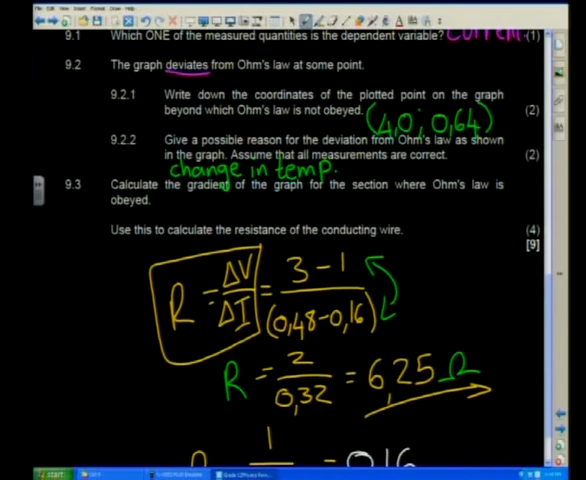 9.1 Which ONE of the measured quantities is the dependent variable? current (1)
9.2 The graph deviates from Ohm's law at some point.
9.2.1 Write down the coordinates of the plotted point on the graph
beyond which Ohm's law is not obeyed. (4,0; 0,64) (2)
9.2.2 Give a possible reason for the deviation from Ohm's law as shown
in the graph. Assume that all measurements are correct. (2)
change in temp.
9.3 Calculate the gradient of the graph for the section where Ohm's law is
obeyed.
Use this to calculate the resistance of the conducting wire. (4)
[9]
R = ΔV/ΔI = 3 - 1/(0,48-0,16)
R = 2/0,32 = 6,25 Ω
1
= 0,16
start